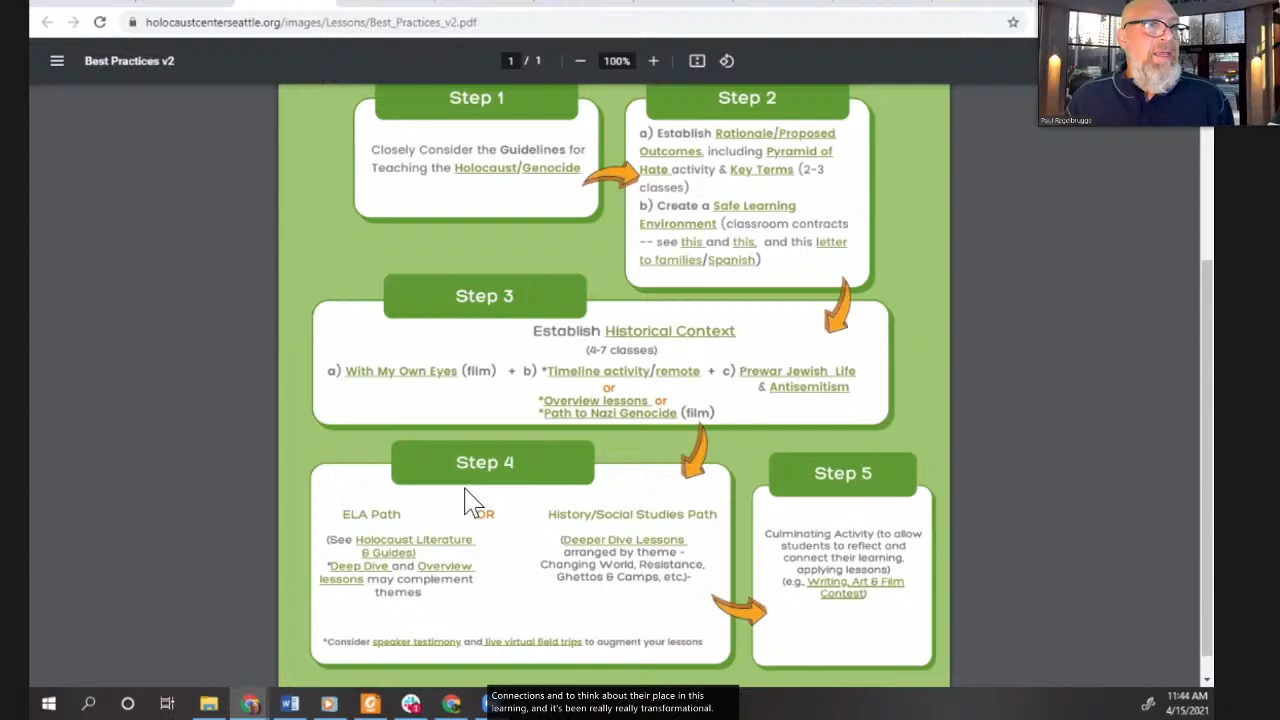 holocaustcenterseattle.org/images/Lessons/Best_Practices_v2.pdf
Best Practices v2
1 / 1
100%
Paul Regelbrugge
Step 1
Closely Consider the Guidelines for
Teaching the Holocaust/Genocide
Step 2
a) Establish Rationale/Proposed
Outcomes, including Pyramid of
Hate activity & Key Terms (2-3
classes)
b) Create a Safe Learning
Environment (classroom contracts
-- see this and this, and this letter
to families/Spanish)
Step 3
Establish Historical Context
(4-7 classes)
a) With My Own Eyes (film) + b) *Timeline activity/remote + c) Prewar Jewish Life
or & Antisemitism
*Overview lessons or
*Path to Nazi Genocide (film)
Step 4
ELA Path OR History/Social Studies Path
(See Holocaust Literature
& Guides)
*Deep Dive and Overview
lessons may complement
themes
(Deeper Dive Lessons
arranged by theme -
Changing World, Resistance,
Ghettos & Camps, etc.)-
*Consider speaker testimony and live virtual field trips to augment your lessons
Step 5
Culminating Activity (to allow
students to reflect and
connect their learning,
applying lessons)
(e.g., Writing, Art & Film
Contest)
Connections and to think about their place in this
learning, and it's been really really transformational.
11:44 AM
4/15/2021